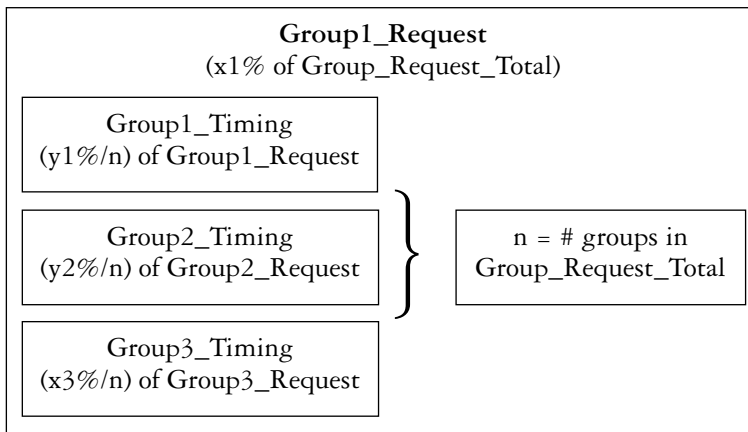 Group1_Request
(x1% of Group_Request_Total)
Group1_Timing
(y1%/n) of Group1_Request
Group2_Timing
(y2%/n) of Group2_Request
n = # groups in
Group_Request_Total
Group3_Timing
(x3%/n) of Group3_Request